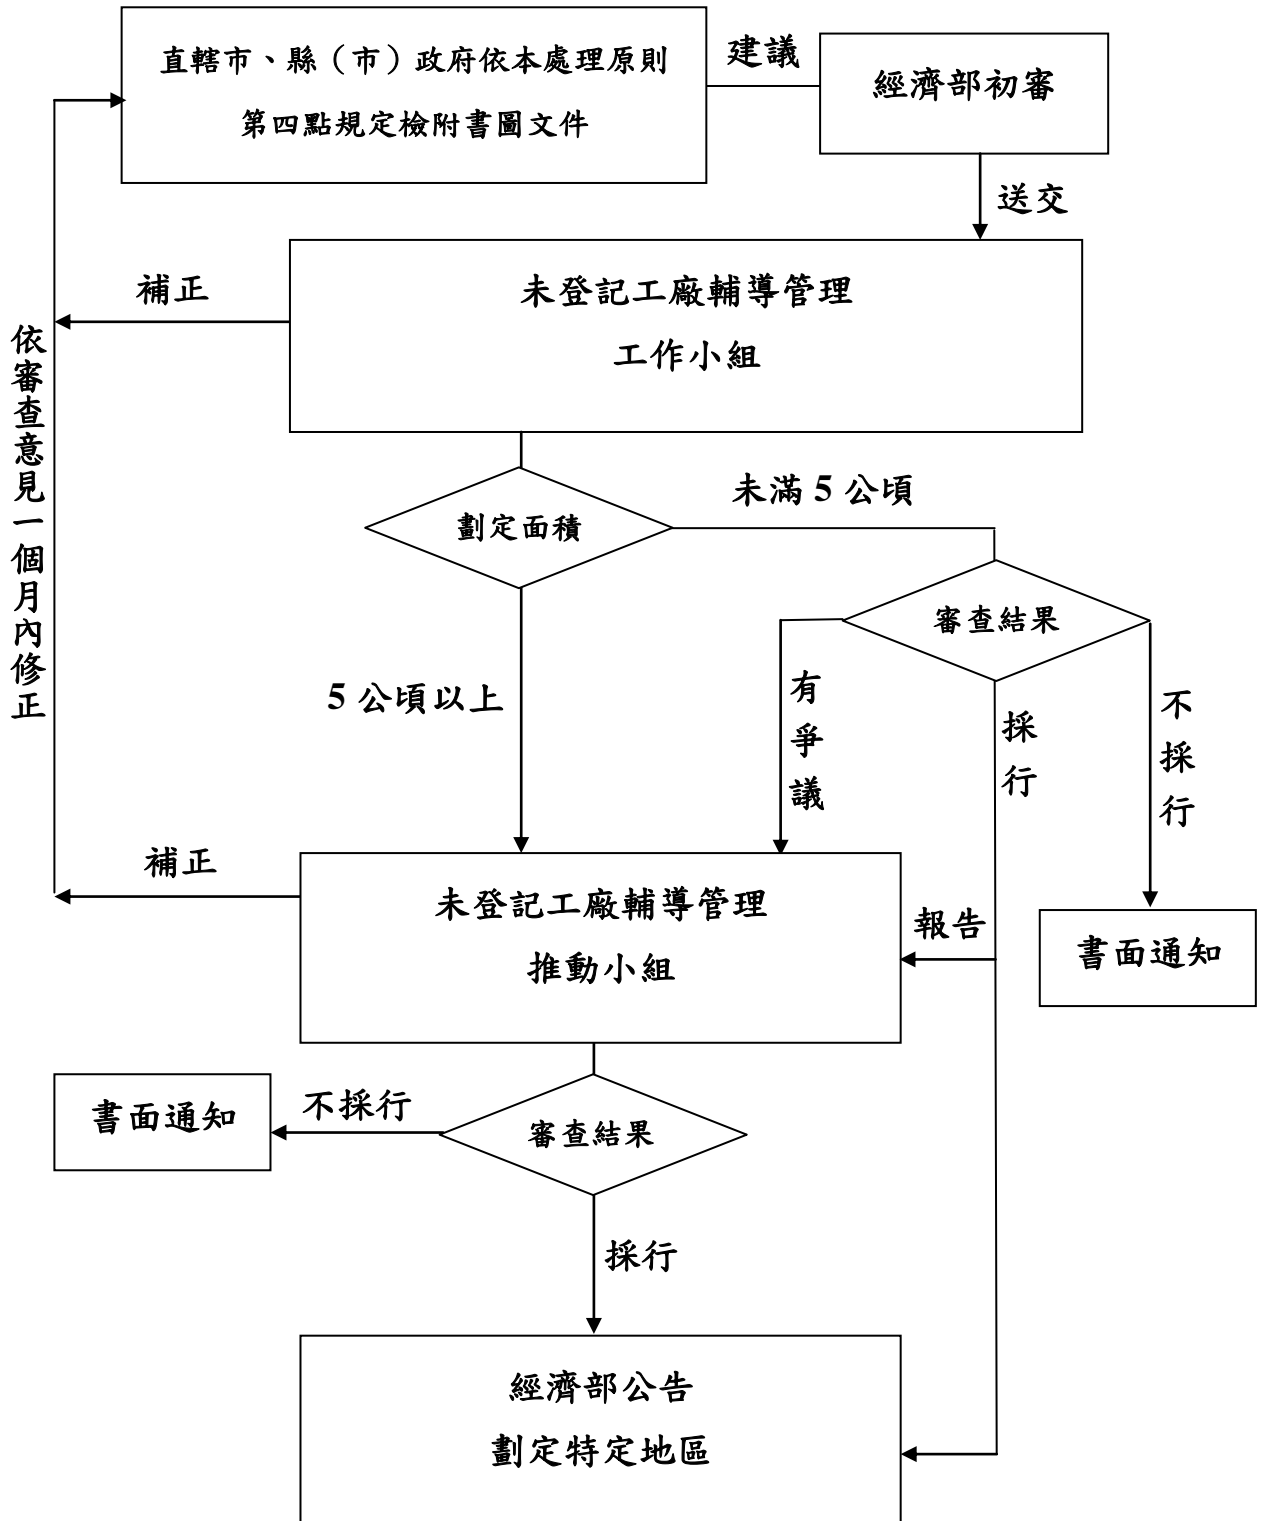 直轄市、縣（市）政府依本處理原則
第四點規定檢附書圖文件
建議
經濟部初審
送交
未登記工廠輔導管理
工作小組
補正
依審查意見一個月內修正
劃定面積
未滿 5 公頃
審查結果
5 公頃以上
有爭議
採行
不採行
補正
未登記工廠輔導管理
推動小組
報告
書面通知
書面通知
不採行
審查結果
採行
經濟部公告
劃定特定地區